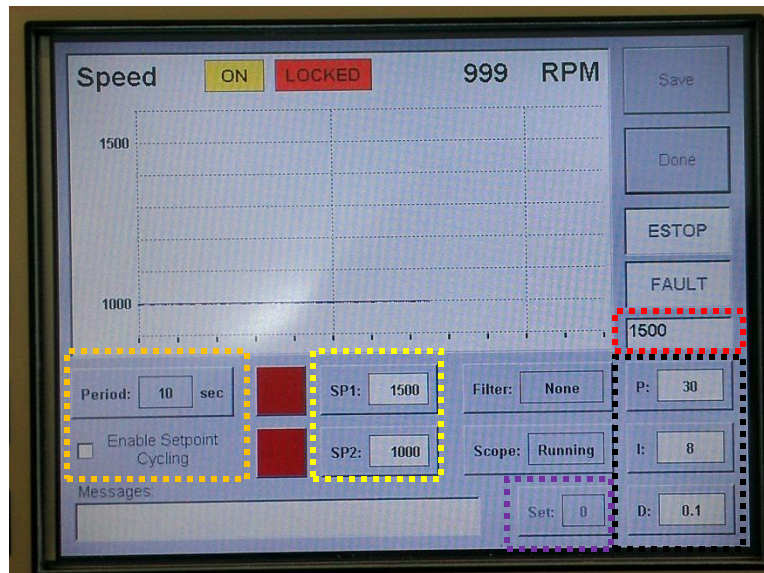 Speed ON LOCKED 999 RPM
Save
1500
Done
ESTOP
FAULT
1000
1500
Period: 10 sec
SP1: 1500
Filter: None
P: 30
Enable Setpoint
Cycling
SP2: 1000
Scope: Running
I: 8
Messages:
Set: 0
D: 0.1